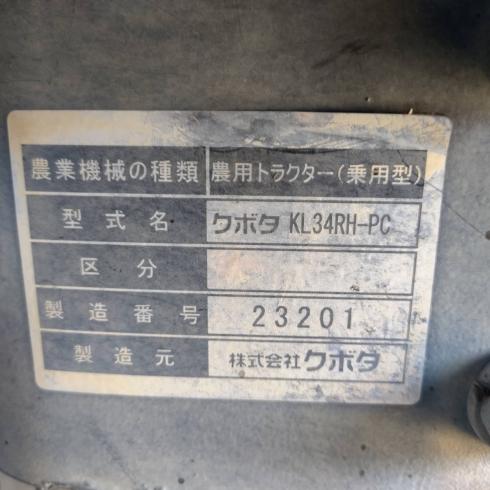 農業機械の種類 農用トラクター(乗用型)
型式名 クボタ KL34RH-PC
区分
製造番号 23201
製造元 株式会社クボタ